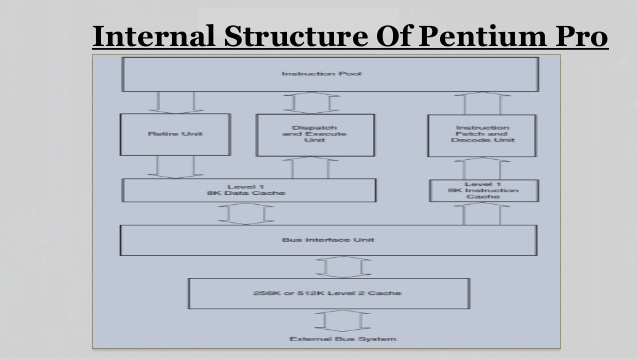 Internal Structure Of Pentium Pro
Instruction Pool
Retire Unit
Dispatch
and Execute
Unit
Instruction
Fetch and
Decode Unit
Level 1
8K Data Cache
Level 1
8K Instruction
Cache
Bus Interface Unit
256K or 512K Level 2 Cache
External Bus System